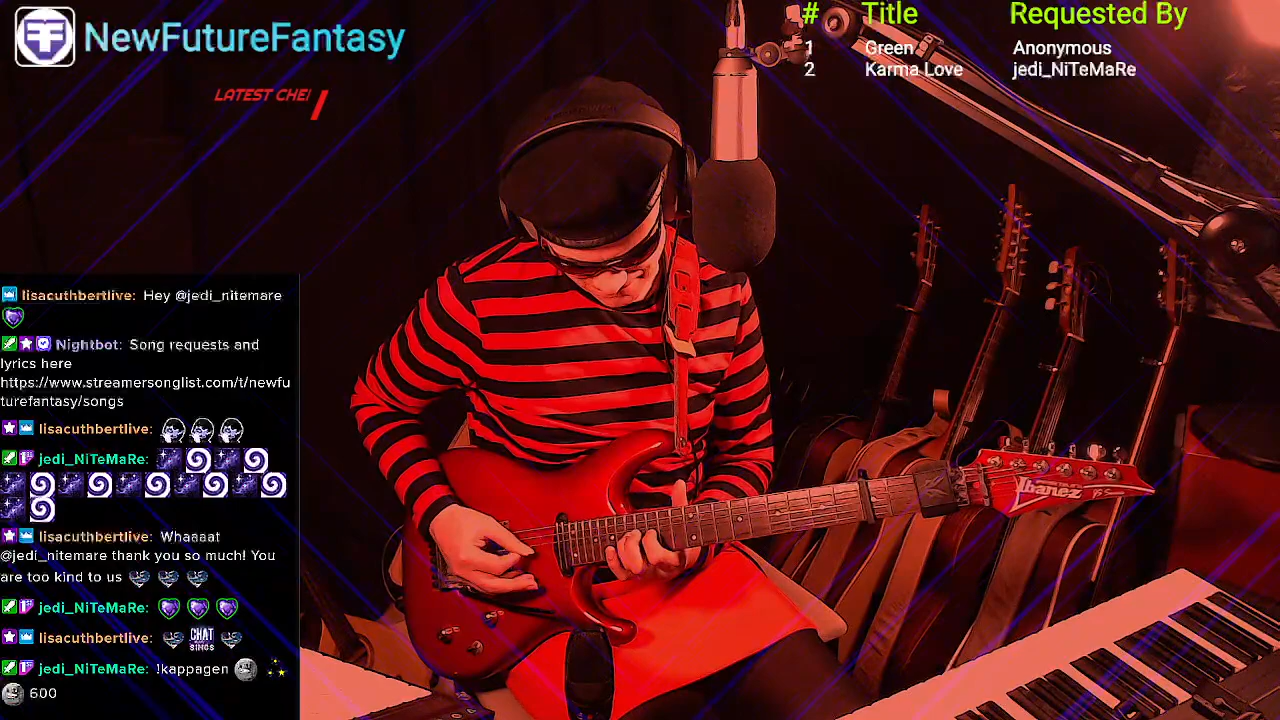 NewFutureFantasy
LATEST CHE
# Title Requested By
1 Green Anonymous
2 Karma Love jedi_NiTeMaRe
lisacuthbertlive: Hey @jedi_nitemare
Nightbot: Song requests and
lyrics here
https://www.streamersonglist.com/t/newfu
turefantasy/songs
lisacuthbertlive:
jedi_NiTeMaRe:
lisacuthbertlive: Whaaaat
@jedi_nitemare thank you so much! You
are too kind to us
jedi_NiTeMaRe:
lisacuthbertlive: CHAT
SINGS
jedi_NiTeMaRe: !kappagen
600
Ibanez